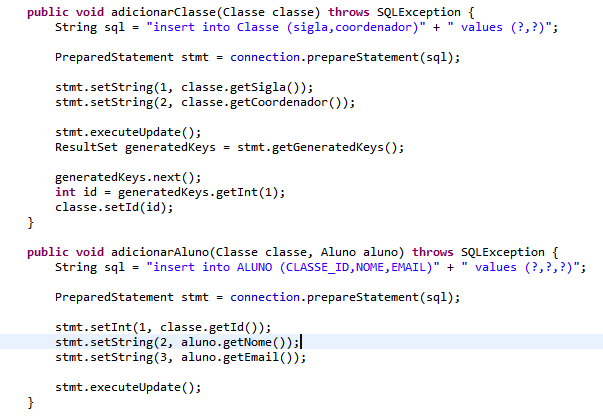 public void adicionarClasse(Classe classe) throws SQLException {
String sql = "insert into Classe (sigla,coordenador)" + " values (?,?)";
PreparedStatement stmt = connection.prepareStatement(sql);
stmt.setString(1, classe.getSigla());
stmt.setString(2, classe.getCoordenador());
stmt.executeUpdate();
ResultSet generatedKeys = stmt.getGeneratedKeys();
generatedKeys.next();
int id = generatedKeys.getInt(1);
classe.setId(id);
}
public void adicionarAluno(Classe classe, Aluno aluno) throws SQLException {
String sql = "insert into ALUNO (CLASSE_ID,NOME,EMAIL)" + " values (?,?,?)";
PreparedStatement stmt = connection.prepareStatement(sql);
stmt.setInt(1, classe.getId());
stmt.setString(2, aluno.getNome());
stmt.setString(3, aluno.getEmail());
stmt.executeUpdate();
}